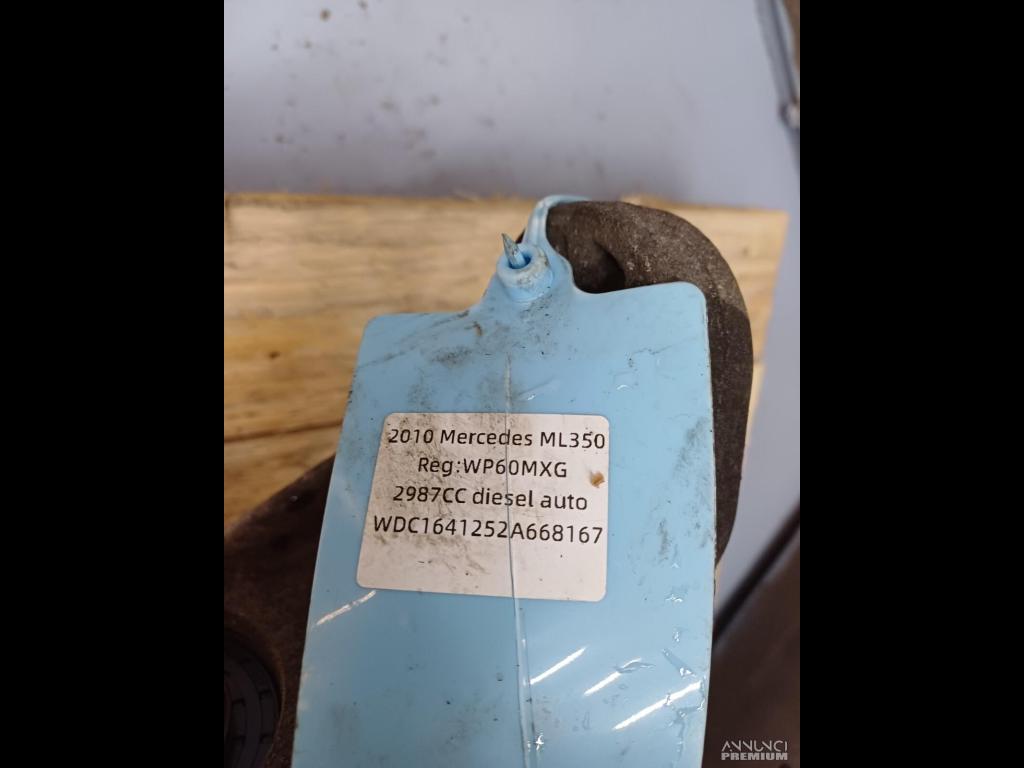 2010 Mercedes ML350
Reg:WP60MXG
2987CC diesel auto
WDC1641252A668167
ANNUNCI
PREMIUM